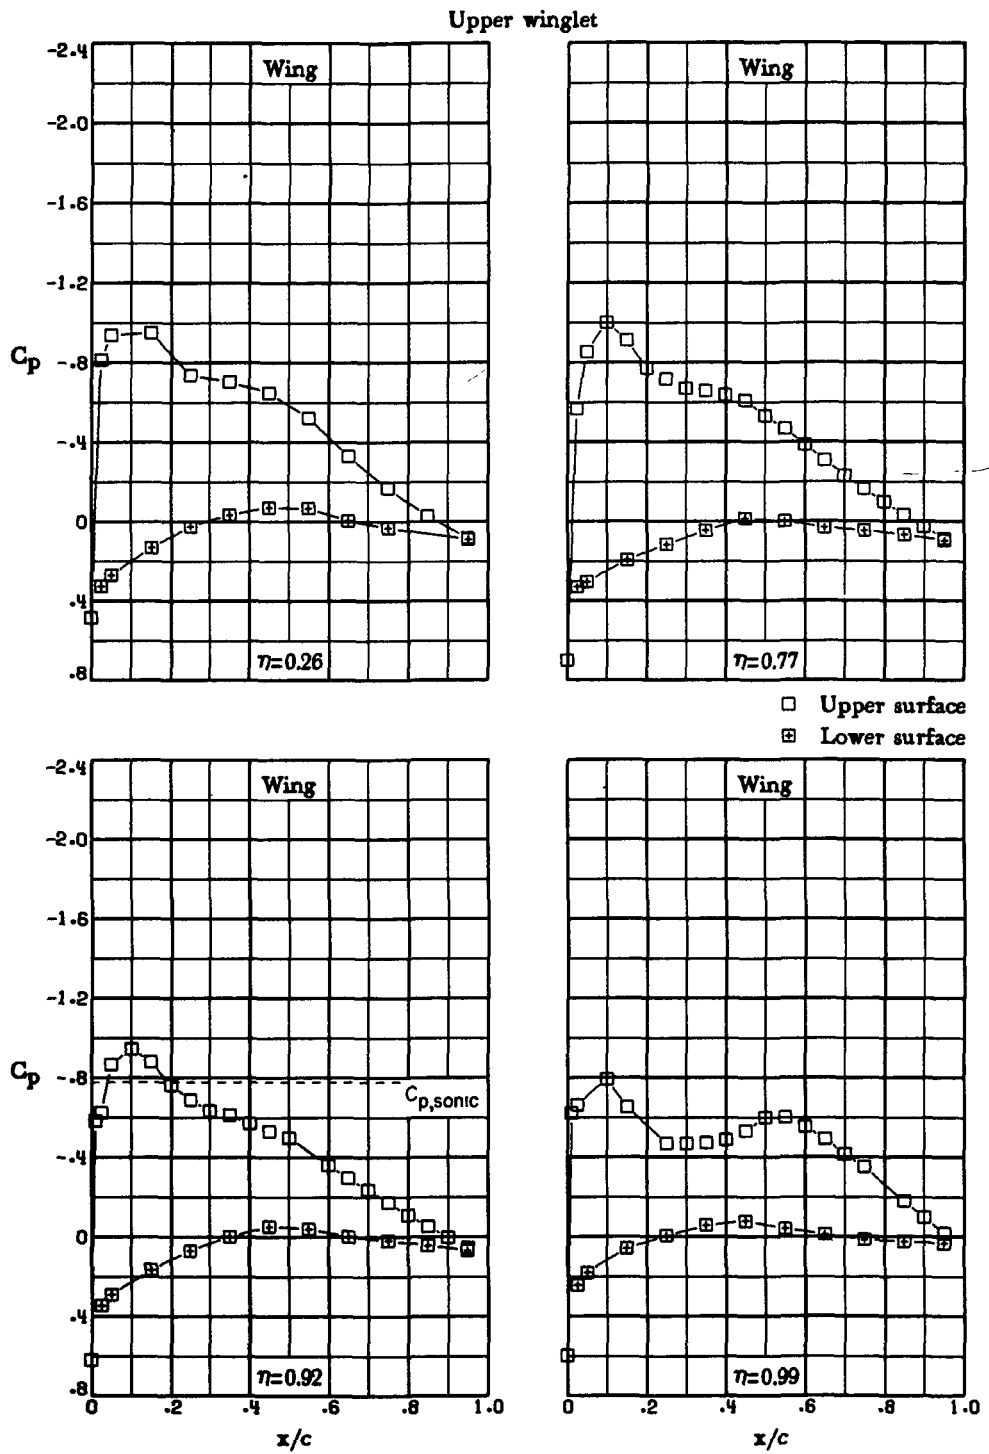 Upper winglet
-2.4
-2.0
-1.6
-1.2
-.8
-.4
0
.4
.8
Cp
Wing
η=0.26
Wing
η=0.77
Upper surface
Lower surface
-2.4
-2.0
-1.6
-1.2
-.8
-.4
0
.4
.8
Cp
Wing
Cp,sonic
η=0.92
0 .2 .4 .6 .8 1.0
x/c
Wing
η=0.99
0 .2 .4 .6 .8 1.0
x/c